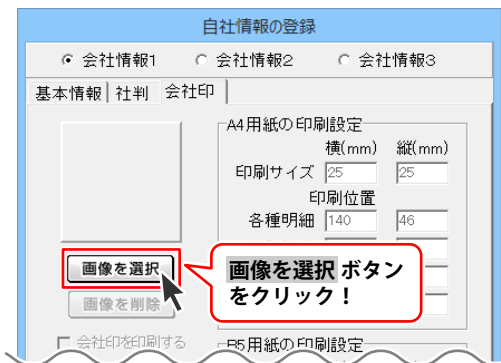 自社情報の登録
会社情報1 会社情報2 会社情報3
基本情報 社判 会社印
A4用紙の印刷設定
横(mm) 縦(mm)
印刷サイズ 25 25
印刷位置
各種明細 140 46
画像を選択
画像を選択 ボタン
をクリック！
画像を削除
会社印を印刷する
B5用紙の印刷設定